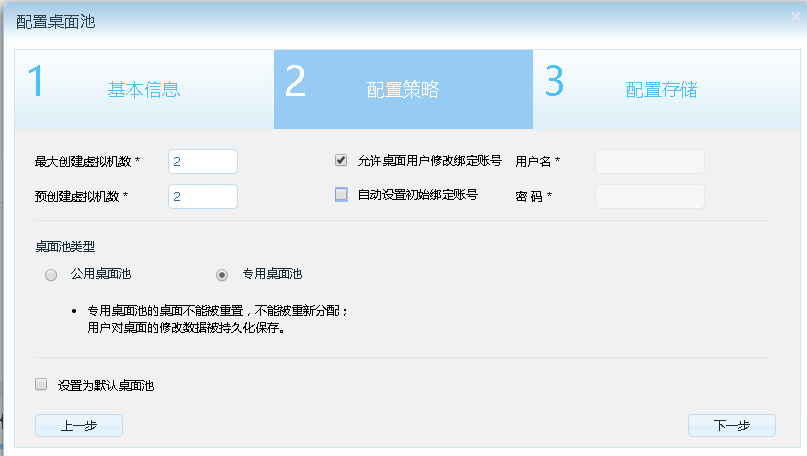 配置桌面池
1 基本信息
2 配置策略
3 配置存储
最大创建虚拟机数 * 2
允许桌面用户修改绑定账号
用户名 *
预创建虚拟机数 * 2
自动设置初始绑定账号
密 码 *
桌面池类型
公用桌面池
专用桌面池
• 专用桌面池的桌面不能被重置，不能被重新分配；
用户对桌面的修改数据被持久化保存。
设置为默认桌面池
上一步
下一步